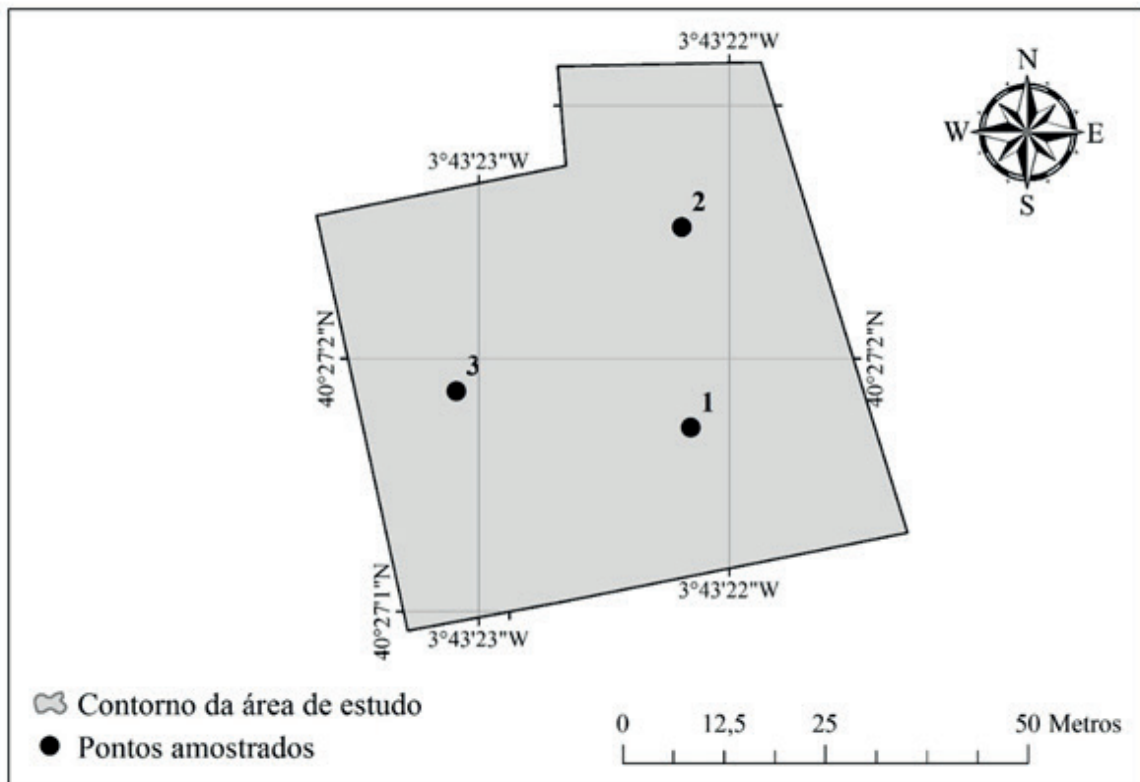 3°43'22"W
N
W E
S
3°43'23"W
2
40°27'2"N
40°27'2"N
3
1
40°27'1"N
3°43'22"W
3°43'23"W
Contorno da área de estudo
Pontos amostrados
0 12,5 25 50 Metros